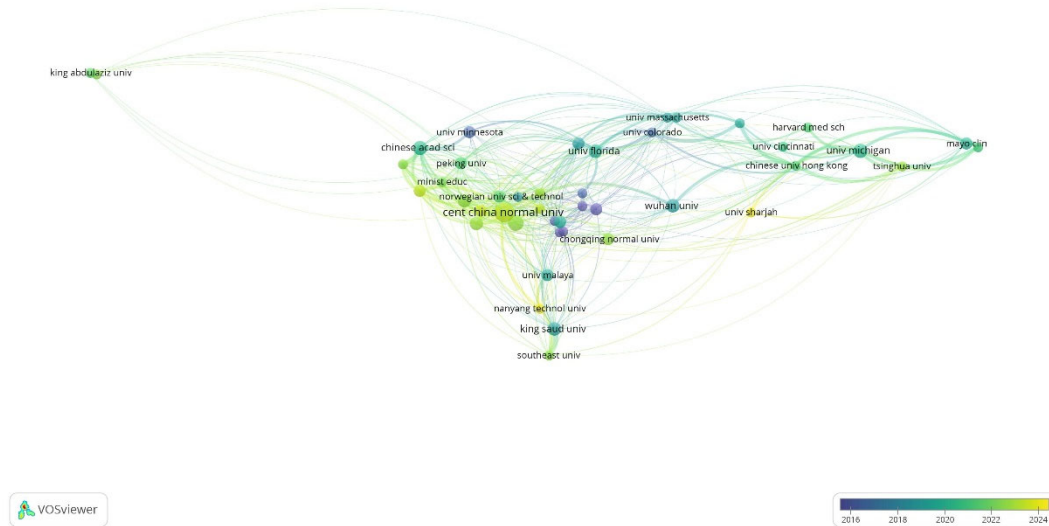 king abdulaziz univ
univ massachusetts
univ minnesota
univ colorado
harvard med sch
chinese acad sci
univ florida
univ cincinnati
univ michigan
mayo clin
peking univ
chinese univ hong kong
tsinghua univ
minist educ
norwegian univ sci & technol
cent china normal univ
wuhan univ
univ sharjah
chongqing normal univ
univ malaya
nanyang technol univ
king saud univ
southeast univ
VOSviewer
2016 2018 2020 2022 2024